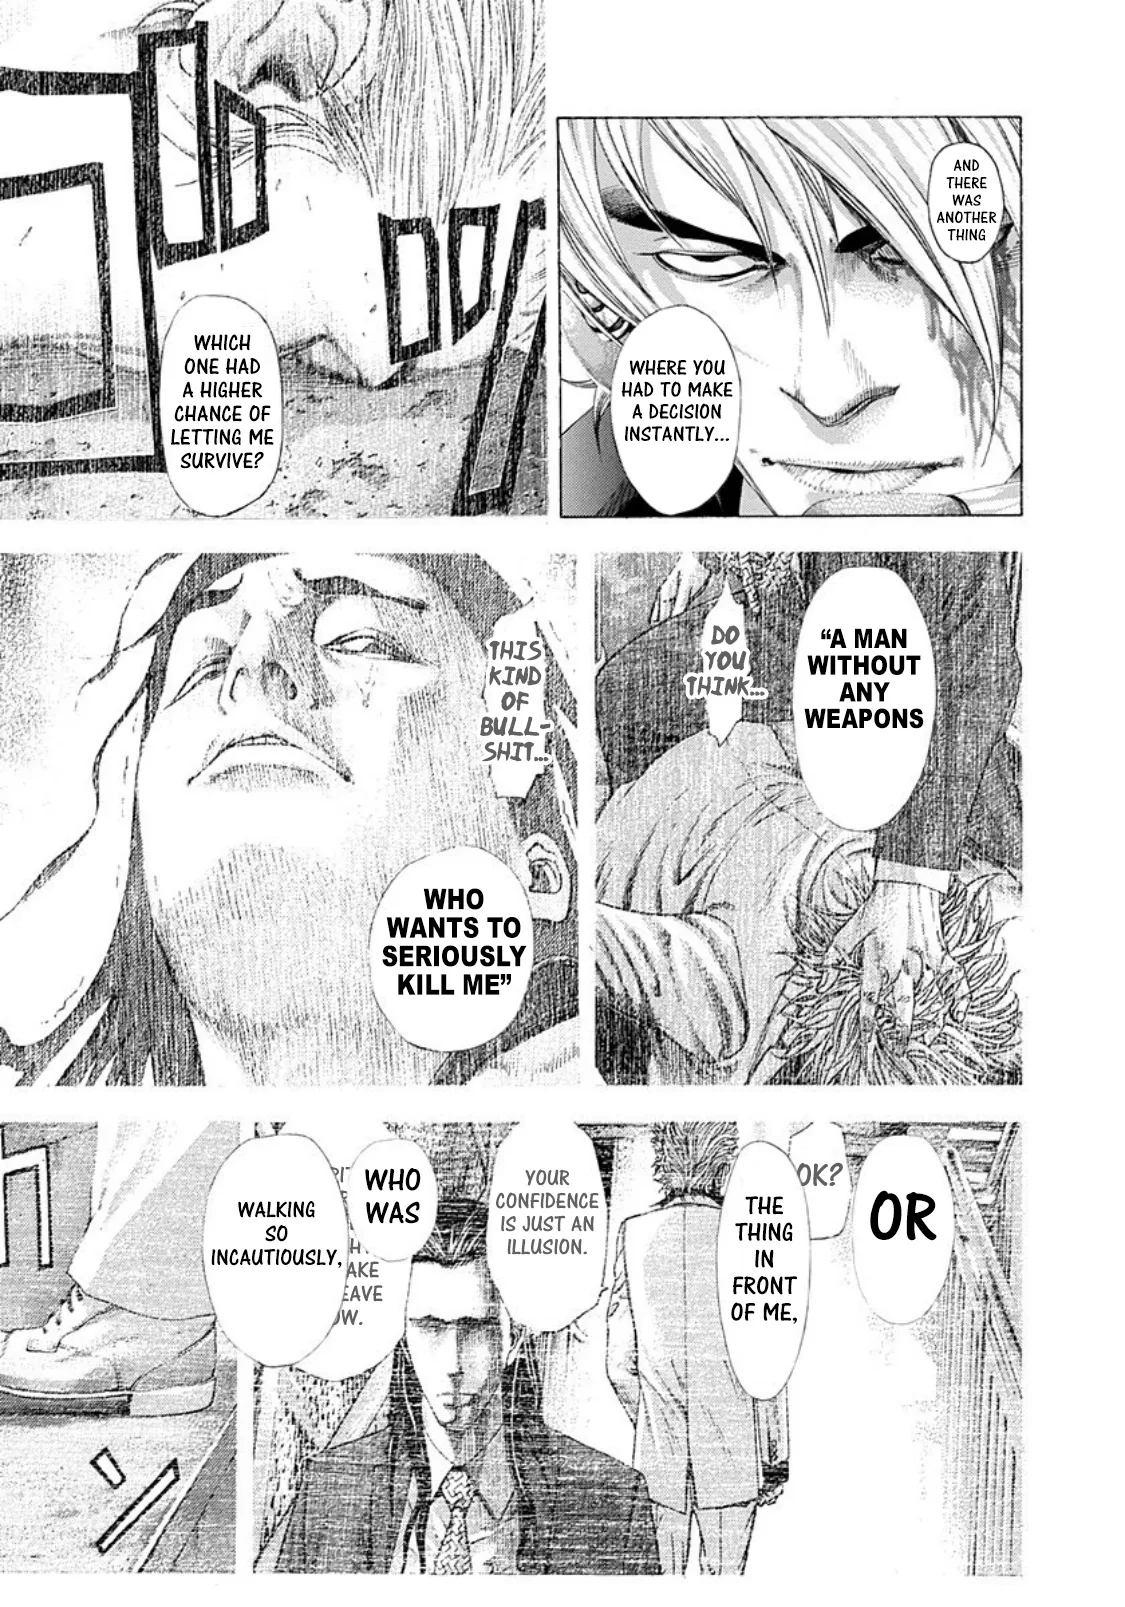 AND
THERE
WAS
ANOTHER
THING
WHERE YOU
HAD TO MAKE
A DECISION
INSTANTLY...
WHICH
ONE HAD
A HIGHER
CHANCE OF
LETTING ME
SURVIVE?
"A MAN
WITHOUT
ANY
WEAPONS
DO
YOU
THINK...
THIS
KIND
OF
BULL-
SHIT...
WHO
WANTS TO
SERIOUSLY
KILL ME"
OR
OK?
THE
THING
IN
FRONT
OF ME,
YOUR
CONFIDENCE
IS JUST AN
ILLUSION.
WHO
WAS
WALKING
SO
INCAUTIOUSLY,